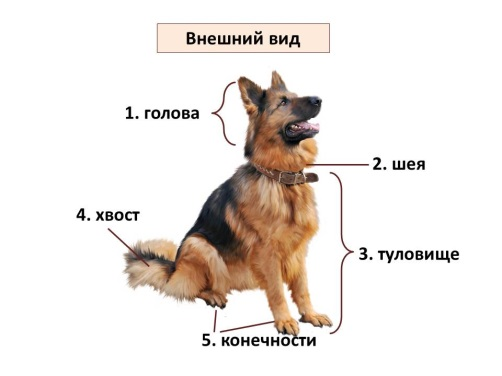 Внешний вид
1. голова
2. шея
4. хвост
3. туловище
5. конечности